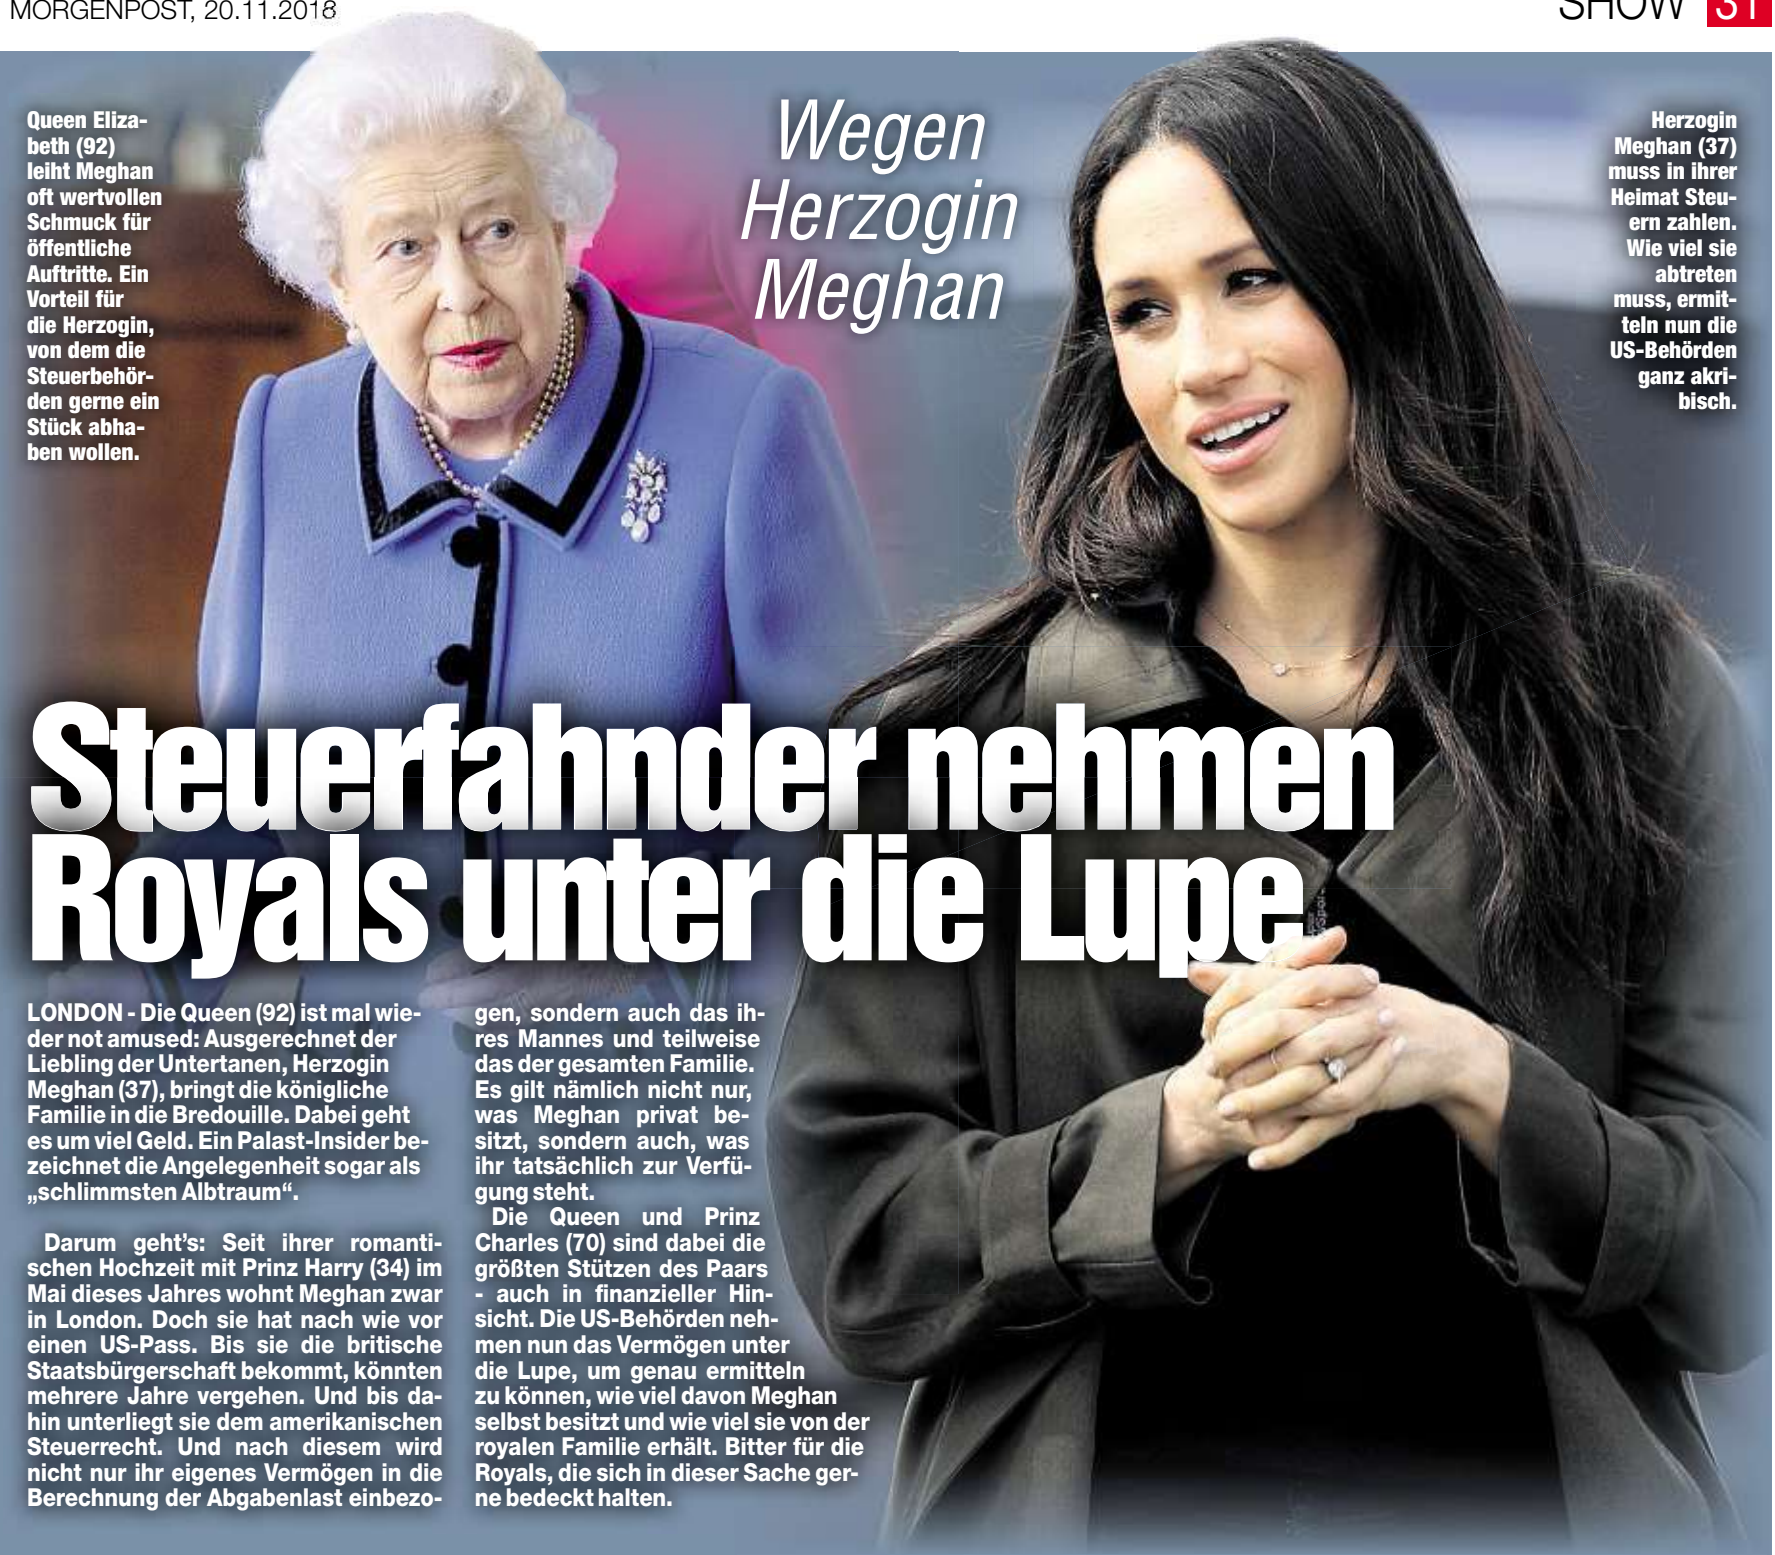 MORGENPOST, 20.11.2018
SHOW 31
Queen Eliza-
beth (92)
leiht Meghan
oft wertvollen
Schmuck für
öffentliche
Auftritte. Ein
Vorteil für
die Herzogin,
von dem die
Steuerbehör-
den gerne ein
Stück abha-
ben wollen.
Wegen
Herzogin
Meghan
Herzogin
Meghan (37)
muss in ihrer
Heimat Steu-
ern zahlen.
Wie viel sie
abtreten
muss, ermit-
teln nun die
US-Behörden
ganz akri-
bisch.
Steuerfahnder nehmen
Royals unter die Lupe
LONDON - Die Queen (92) ist mal wie-
der not amused: Ausgerechnet der
Liebling der Untertanen, Herzogin
Meghan (37), bringt die königliche
Familie in die Bredouille. Dabei geht
es um viel Geld. Ein Palast-Insider be-
zeichnet die Angelegenheit sogar als
„schlimmsten Albtraum“.
Darum geht's: Seit ihrer romanti-
schen Hochzeit mit Prinz Harry (34) im
Mai dieses Jahres wohnt Meghan zwar
in London. Doch sie hat nach wie vor
einen US-Pass. Bis sie die britische
Staatsbürgerschaft bekommt, könnten
mehrere Jahre vergehen. Und bis da-
hin unterliegt sie dem amerikanischen
Steuerrecht. Und nach diesem wird
nicht nur ihr eigenes Vermögen in die
Berechnung der Abgabenlast einbezo-
gen, sondern auch das ih-
res Mannes und teilweise
das der gesamten Familie.
Es gilt nämlich nicht nur,
was Meghan privat be-
sitzt, sondern auch, was
ihr tatsächlich zur Verfü-
gung steht.
Die Queen und Prinz
Charles (70) sind dabei die
größten Stützen des Paars
- auch in finanzieller Hin-
sicht. Die US-Behörden neh-
men nun das Vermögen unter
die Lupe, um genau ermitteln
zu können, wie viel davon Meghan
selbst besitzt und wie viel sie von der
royalen Familie erhält. Bitter für die
Royals, die sich in dieser Sache ger-
ne bedeckt halten.